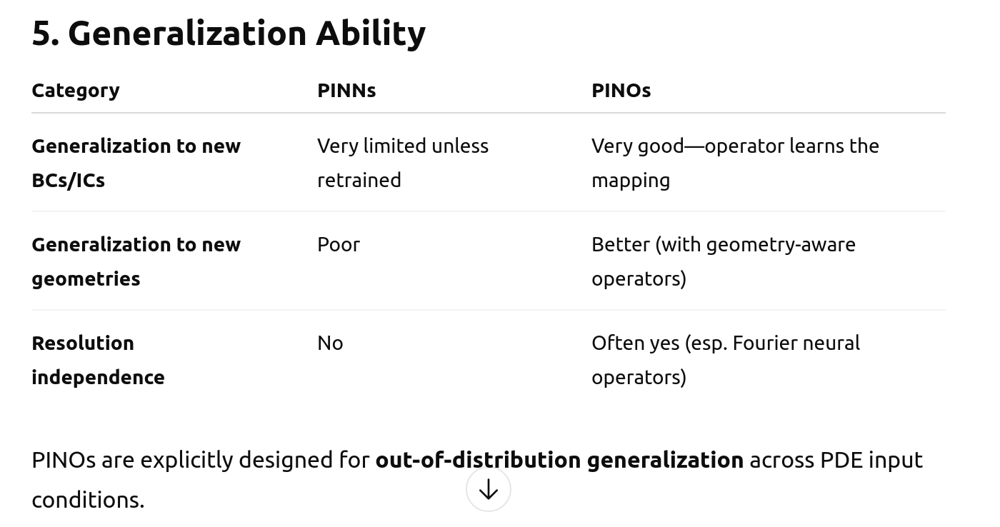 5. Generalization Ability
Category PINNs PINOs
Generalization to new Very limited unless Very good—operator learns the
BCs/ICs retrained mapping
Generalization to new Poor Better (with geometry-aware
geometries operators)
Resolution No Often yes (esp. Fourier neural
independence operators)
PINOs are explicitly designed for out-of-distribution generalization across PDE input
conditions.